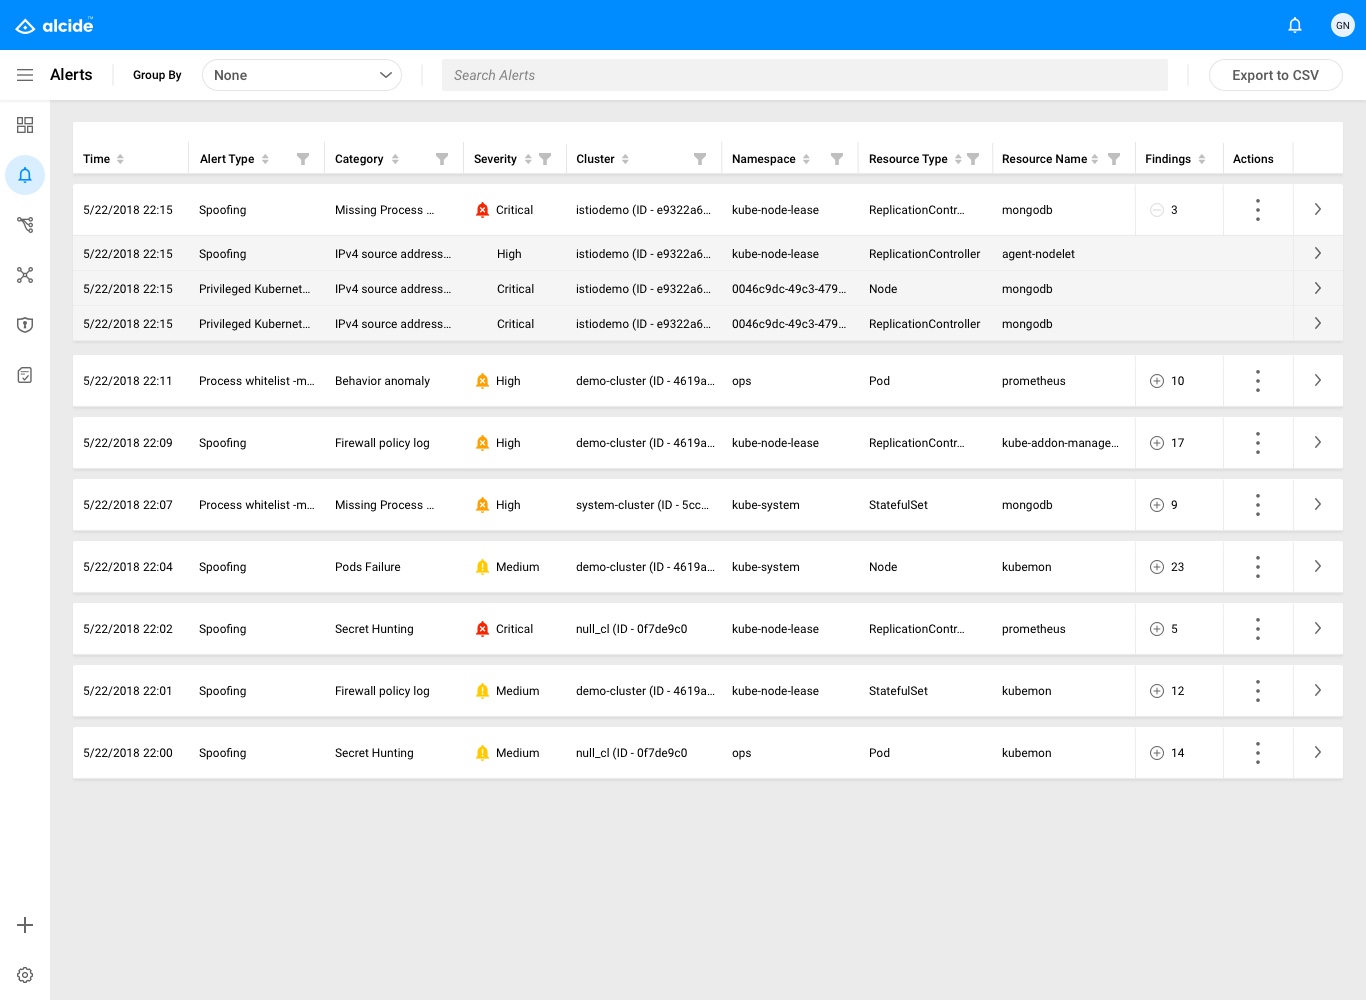 alcide™
GN
Alerts Group By None Search Alerts Export to CSV
Time Alert Type Category Severity Cluster Namespace Resource Type Resource Name Findings Actions
5/22/2018 22:15 Spoofing Missing Process ... Critical istiodemo (ID - e9322a6... kube-node-lease ReplicationContr... mongodb 3
5/22/2018 22:15 Spoofing IPv4 source address... High istiodemo (ID - e9322a6... kube-node-lease ReplicationController agent-nodelet
5/22/2018 22:15 Privileged Kubernet... IPv4 source address... Critical istiodemo (ID - e9322a6... 0046c9dc-49c3-479... Node mongodb
5/22/2018 22:15 Privileged Kubernet... IPv4 source address... Critical istiodemo (ID - e9322a6... 0046c9dc-49c3-479... ReplicationController mongodb
5/22/2018 22:11 Process whitelist -m... Behavior anomaly High demo-cluster (ID - 4619a... ops Pod prometheus 10
5/22/2018 22:09 Spoofing Firewall policy log High demo-cluster (ID - 4619a... kube-node-lease ReplicationContr... kube-addon-manage... 17
5/22/2018 22:07 Process whitelist -m... Missing Process ... High system-cluster (ID - 5cc... kube-system StatefulSet mongodb 9
5/22/2018 22:04 Spoofing Pods Failure Medium demo-cluster (ID - 4619a... kube-system Node kubemon 23
5/22/2018 22:02 Spoofing Secret Hunting Critical null_cl (ID - 0f7de9c0 kube-node-lease ReplicationContr... prometheus 5
5/22/2018 22:01 Spoofing Firewall policy log Medium demo-cluster (ID - 4619a... kube-node-lease StatefulSet kubemon 12
5/22/2018 22:00 Spoofing Secret Hunting Medium null_cl (ID - 0f7de9c0 ops Pod kubemon 14